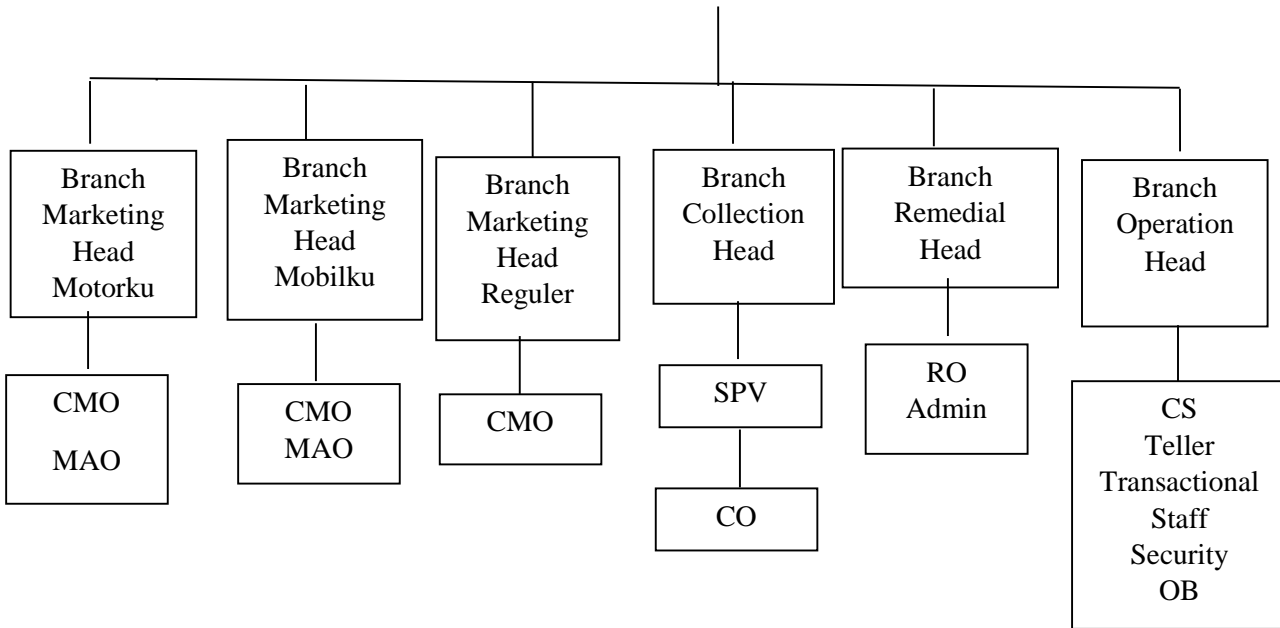 Branch
Marketing
Head
Motorku
Branch
Marketing
Head
Mobilku
Branch
Marketing
Head
Reguler
Branch
Collection
Head
Branch
Remedial
Head
Branch
Operation
Head
CMO
MAO
CMO
MAO
CMO
SPV
CO
RO
Admin
CS
Teller
Transactional
Staff
Security
OB